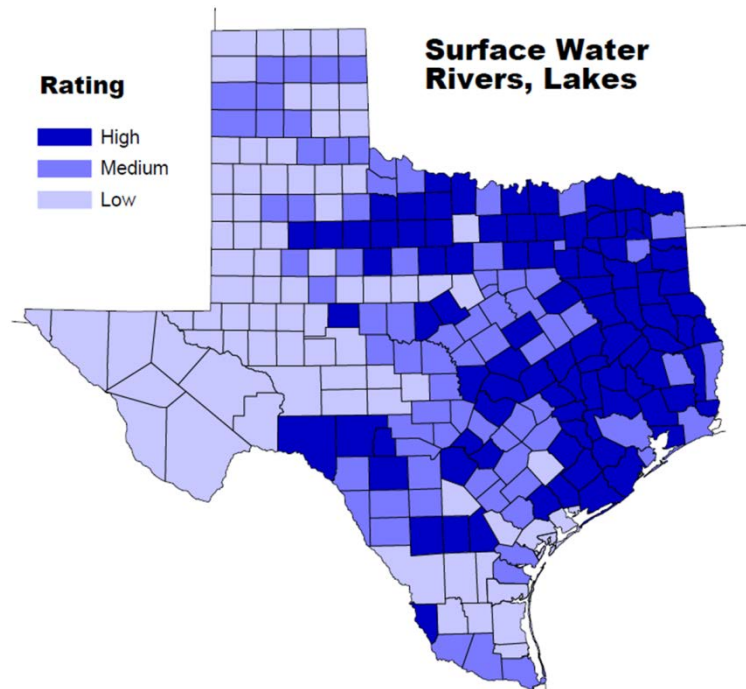 Surface Water
Rivers, Lakes
Rating
High
Medium
Low